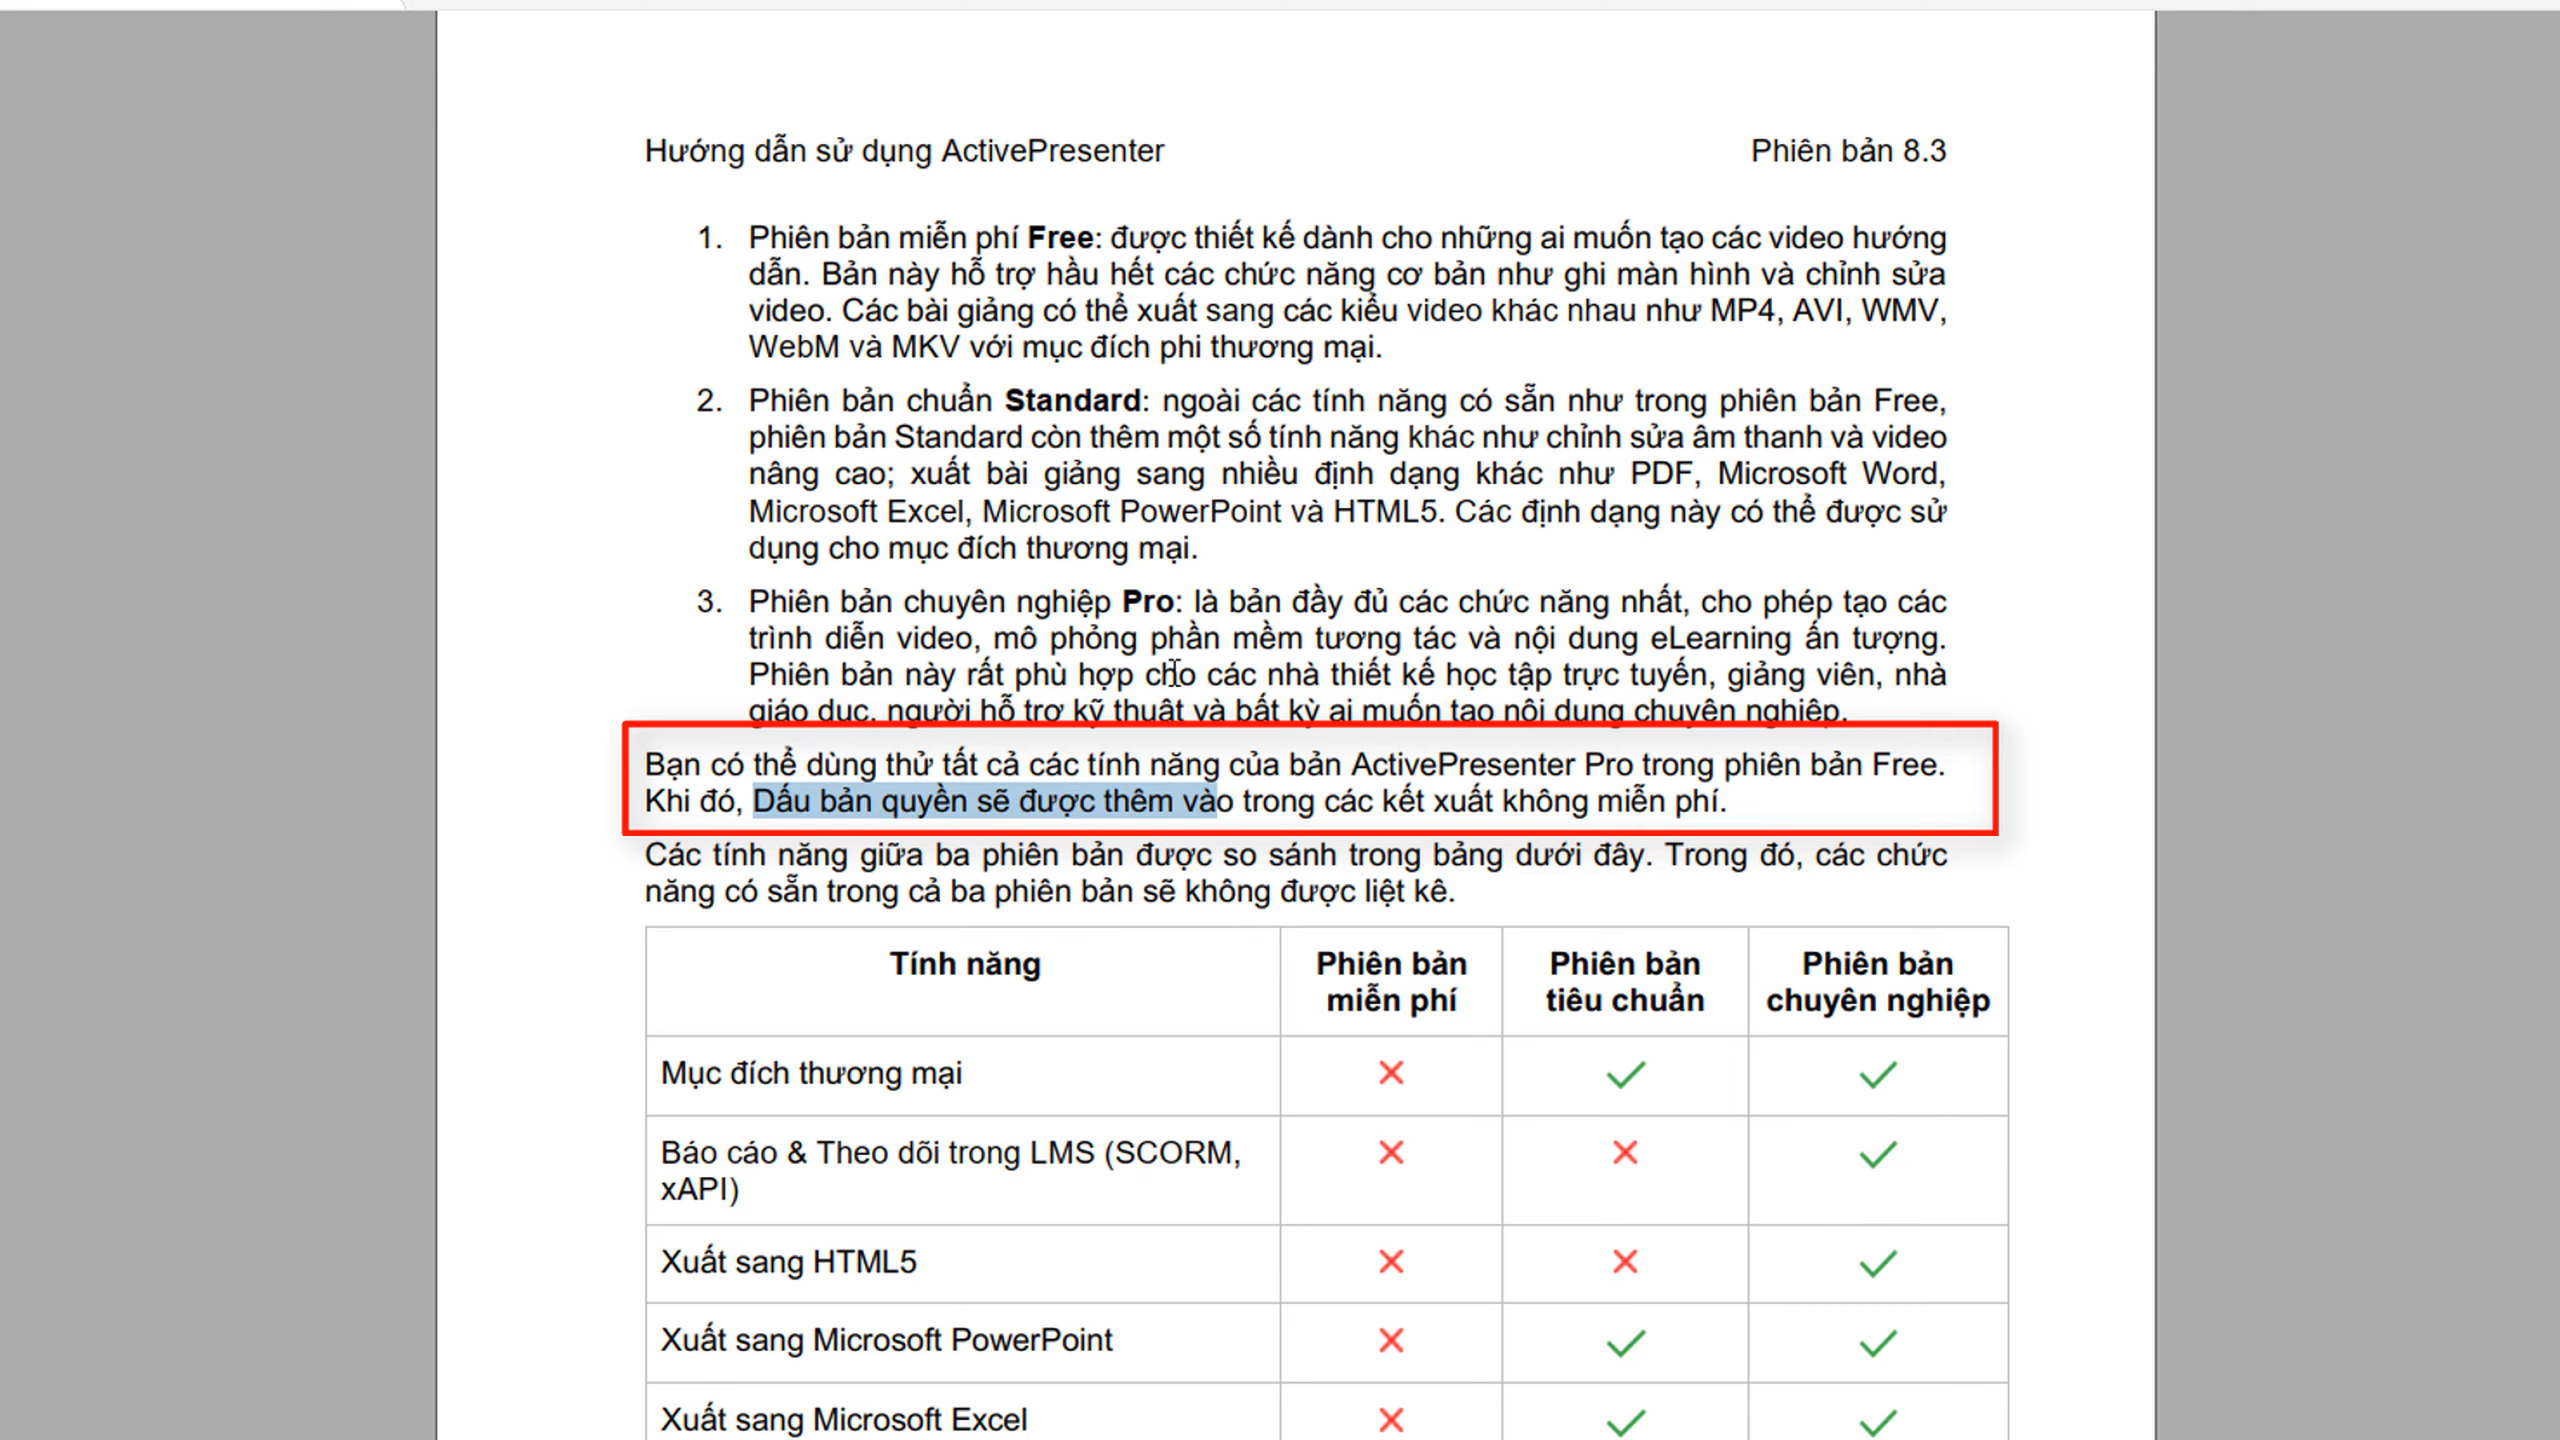 Hướng dẫn sử dụng ActivePresenter Phiên bản 8.3
1. Phiên bản miễn phí Free: được thiết kế dành cho những ai muốn tạo các video hướng
dẫn. Bản này hỗ trợ hầu hết các chức năng cơ bản như ghi màn hình và chỉnh sửa
video. Các bài giảng có thể xuất sang các kiểu video khác nhau như MP4, AVI, WMV,
WebM và MKV với mục đích phi thương mại.
2. Phiên bản chuẩn Standard: ngoài các tính năng có sẵn như trong phiên bản Free,
phiên bản Standard còn thêm một số tính năng khác như chỉnh sửa âm thanh và video
nâng cao; xuất bài giảng sang nhiều định dạng khác như PDF, Microsoft Word,
Microsoft Excel, Microsoft PowerPoint và HTML5. Các định dạng này có thể được sử
dụng cho mục đích thương mại.
3. Phiên bản chuyên nghiệp Pro: là bản đầy đủ các chức năng nhất, cho phép tạo các
trình diễn video, mô phỏng phần mềm tương tác và nội dung eLearning ấn tượng.
Phiên bản này rất phù hợp cho các nhà thiết kế học tập trực tuyến, giảng viên, nhà
giáo dục, người hỗ trợ kỹ thuật và bất kỳ ai muốn tạo nội dung chuyên nghiệp.
Bạn có thể dùng thử tất cả các tính năng của bản ActivePresenter Pro trong phiên bản Free.
Khi đó, Dấu bản quyền sẽ được thêm vào trong các kết xuất không miễn phí.
Các tính năng giữa ba phiên bản được so sánh trong bảng dưới đây. Trong đó, các chức
năng có sẵn trong cả ba phiên bản sẽ không được liệt kê.
Tính năng Phiên bản miễn phí Phiên bản tiêu chuẩn Phiên bản chuyên nghiệp
Mục đích thương mại
Báo cáo & Theo dõi trong LMS (SCORM,
xAPI)
Xuất sang HTML5
Xuất sang Microsoft PowerPoint
Xuất sang Microsoft Excel